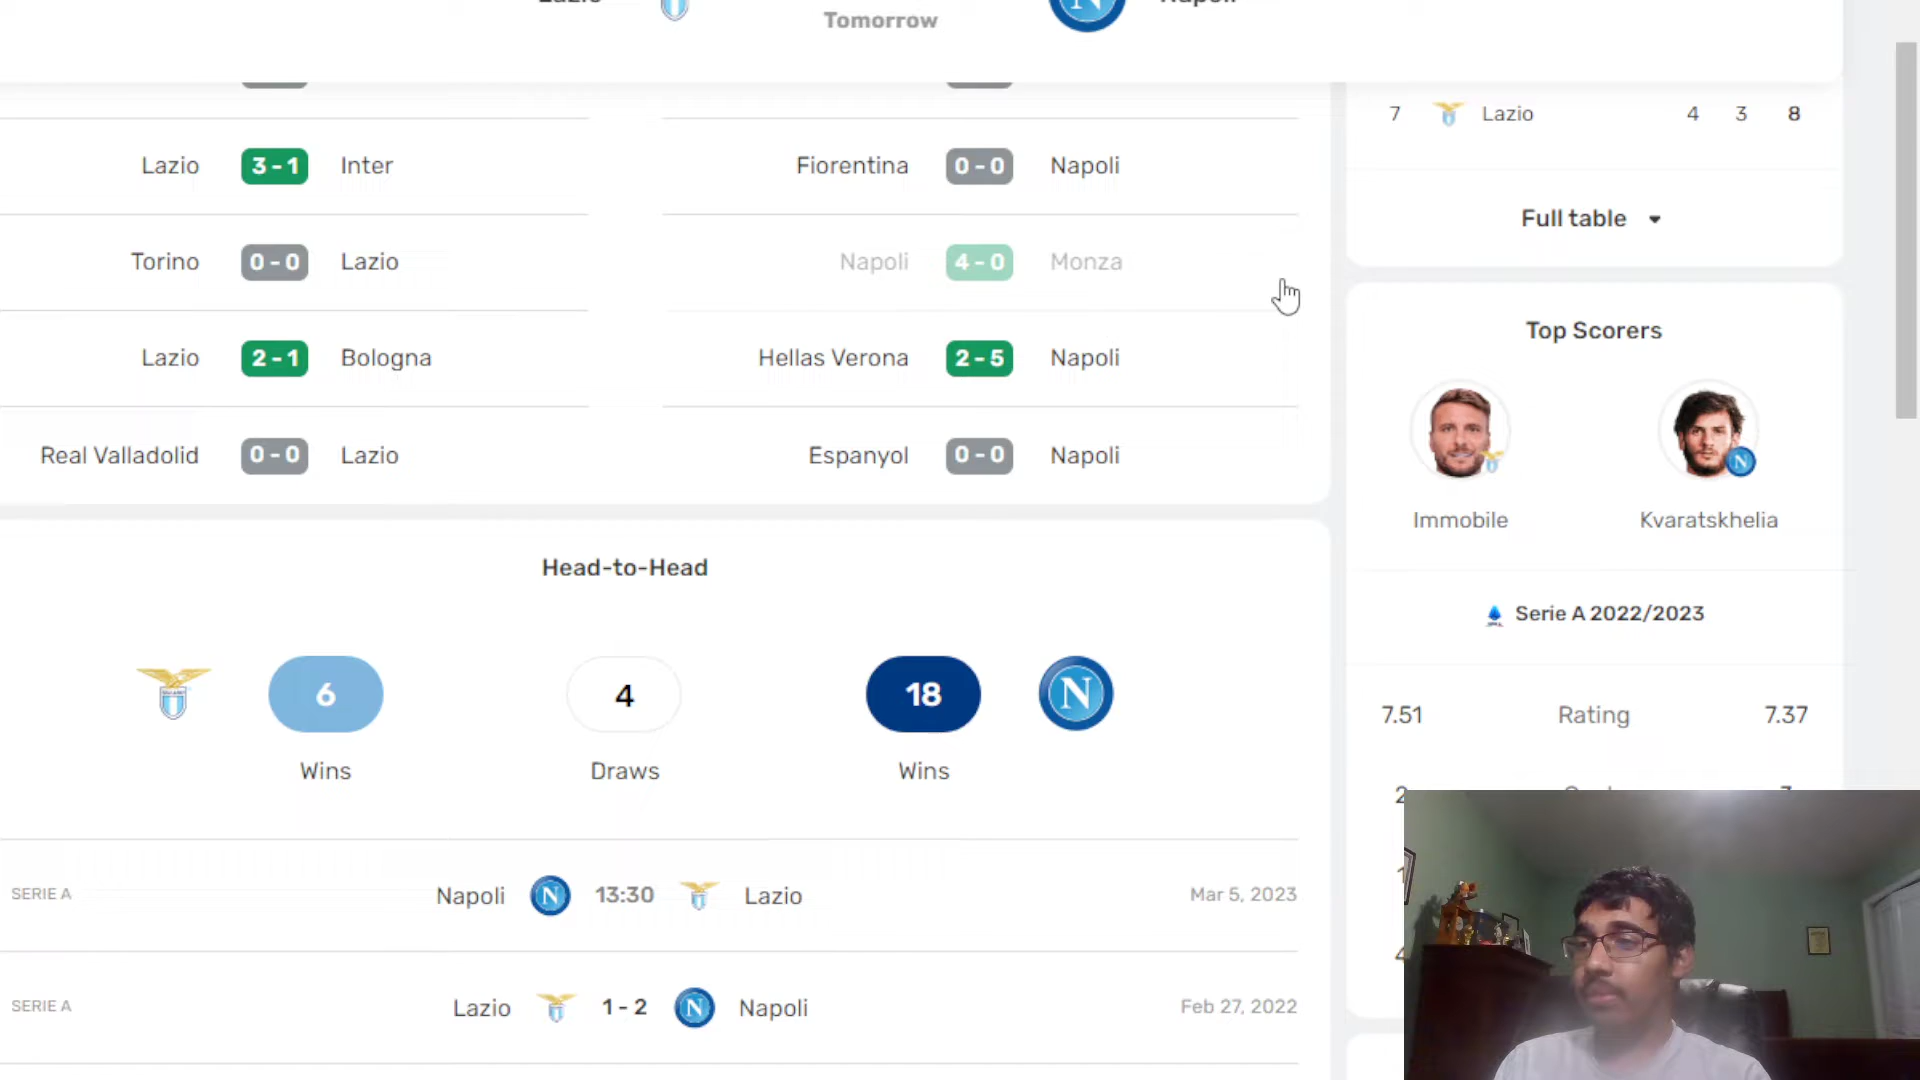 Tomorrow
7 Lazio 4 3 8
Lazio 3 - 1 Inter
Fiorentina 0 - 0 Napoli
Full table
Torino 0 - 0 Lazio
Napoli 4 - 0 Monza
Top Scorers
Lazio 2 - 1 Bologna
Hellas Verona 2 - 5 Napoli
Real Valladolid 0 - 0 Lazio
Espanyol 0 - 0 Napoli
Immobile Kvaratskhelia
Head-to-Head
Serie A 2022/2023
6 4 18 N
Wins Draws Wins
7.51 Rating 7.37
SERIE A Napoli N 13:30 Lazio Mar 5, 2023
SERIE A Lazio 1 - 2 N Napoli Feb 27, 2022